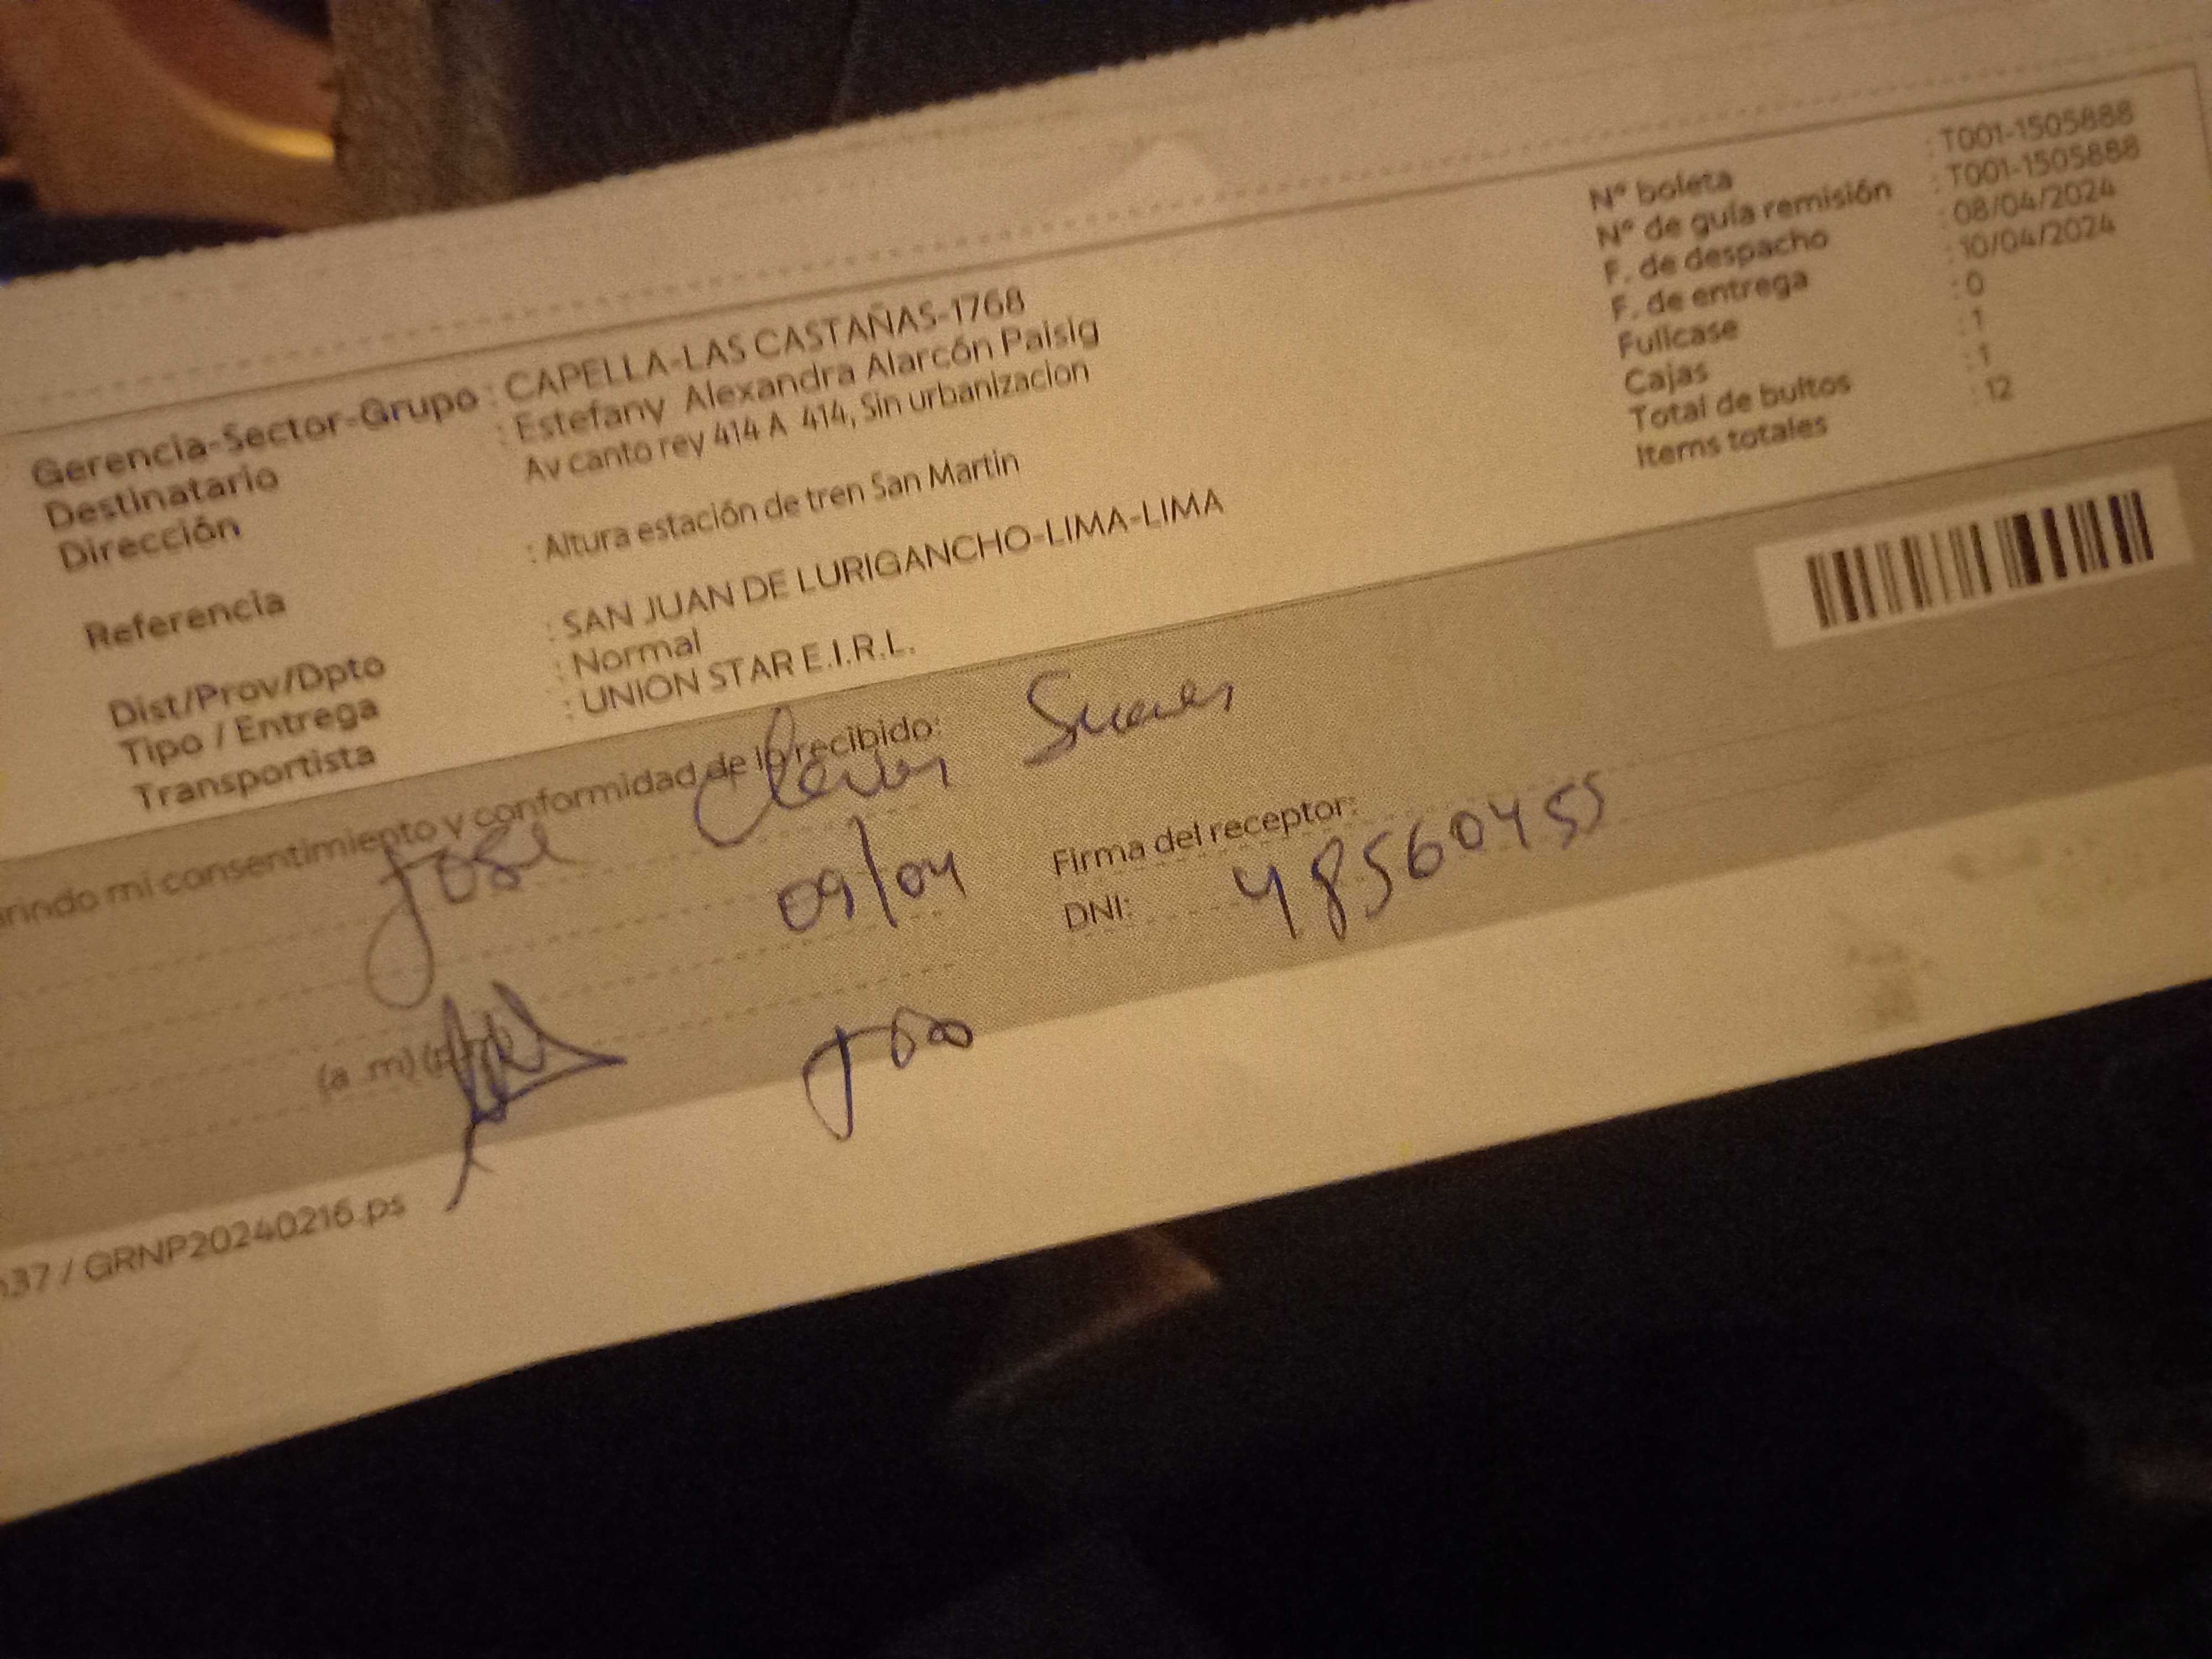 Gerencia-Sector-Grupo : CAPELLA-LAS CASTAÑAS-1768
Destinatario : Estefany Alexandra Alarcón Paisig
Dirección Av canto rey 414 A 414, Sin urbanizacion
Referencia : Altura estación de tren San Martin
Dist/Prov/Dpto : SAN JUAN DE LURIGANCHO-LIMA-LIMA
Tipo / Entrega : Normal
Transportista : UNION STAR E.I.R.L.
N° boleta : T001-1505888
N° de guía remisión : T001-1505888
F. de despacho : 08/04/2024
F. de entrega : 10/04/2024
Fullcase : 0
Cajas : 1
Total de bultos : 1
Items totales : 12
mi consentimiento y conformidad de lo recibido:
Jose
09/04
Firma del receptor:
DNI: 48560455
(a .m)
37 / GRNP20240216.ps